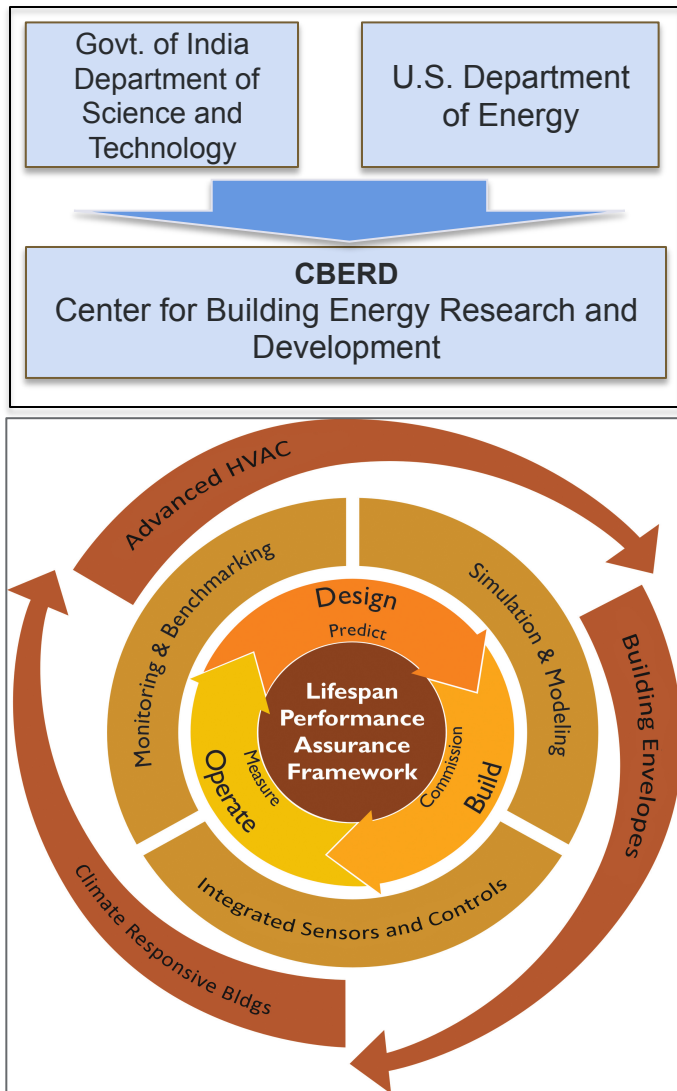 Govt. of India
Department of
Science and
Technology
U.S. Department
of Energy
CBERD
Center for Building Energy Research and
Development
Advanced HVAC
Building Envelopes
Climate Responsive Bldgs
Monitoring & Benchmarking
Simulation & Modeling
Integrated Sensors and Controls
Design
Predict
Build
Commission
Operate
Measure
Lifespan
Performance
Assurance
Framework